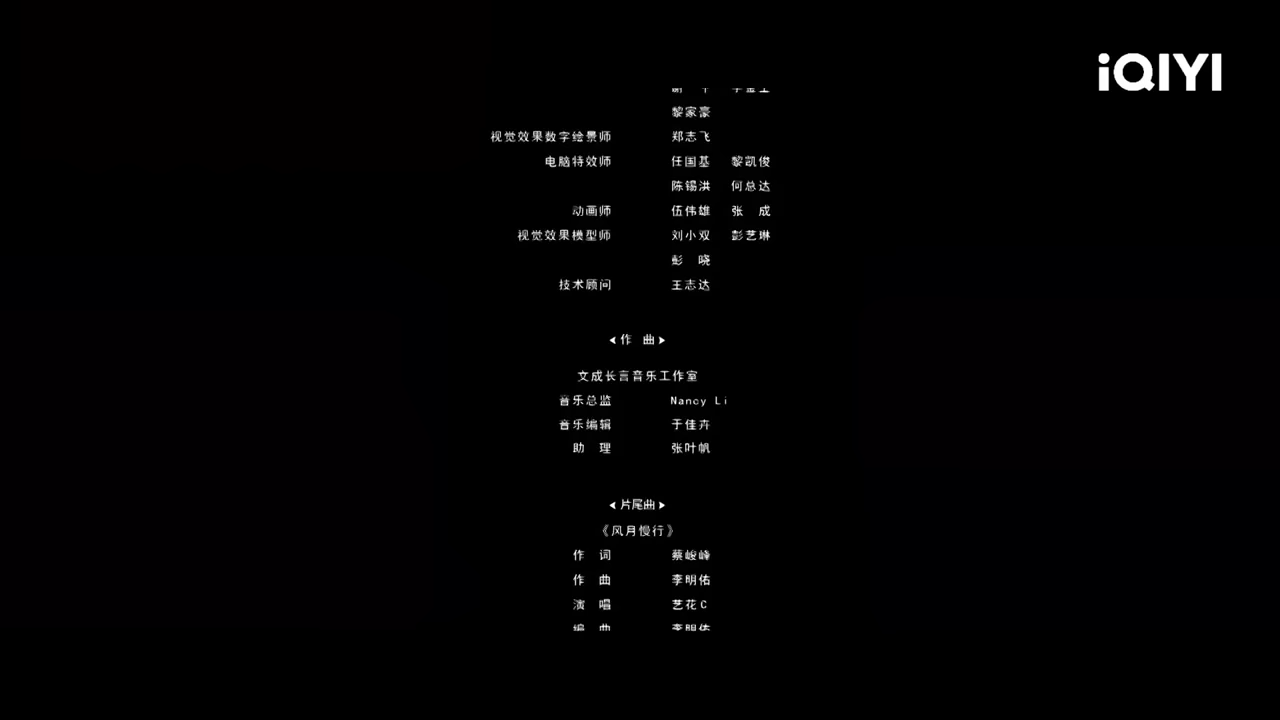 iQIYI
黎家豪
视觉效果数字绘景师 郑志飞
电脑特效师 任国基 黎凯俊
陈锡洪 何总达
动画师 伍伟雄 张 成
视觉效果模型师 刘小双 彭艺琳
彭 晓
技术顾问 王志达
◀作 曲▶
文成长言音乐工作室
音乐总监 Nancy Li
音乐编辑 于佳卉
助 理 张叶帆
◀片尾曲▶
《风月慢行》
作 词 蔡峻峰
作 曲 李明佑
演 唱 艺花C
编 曲 李明佑